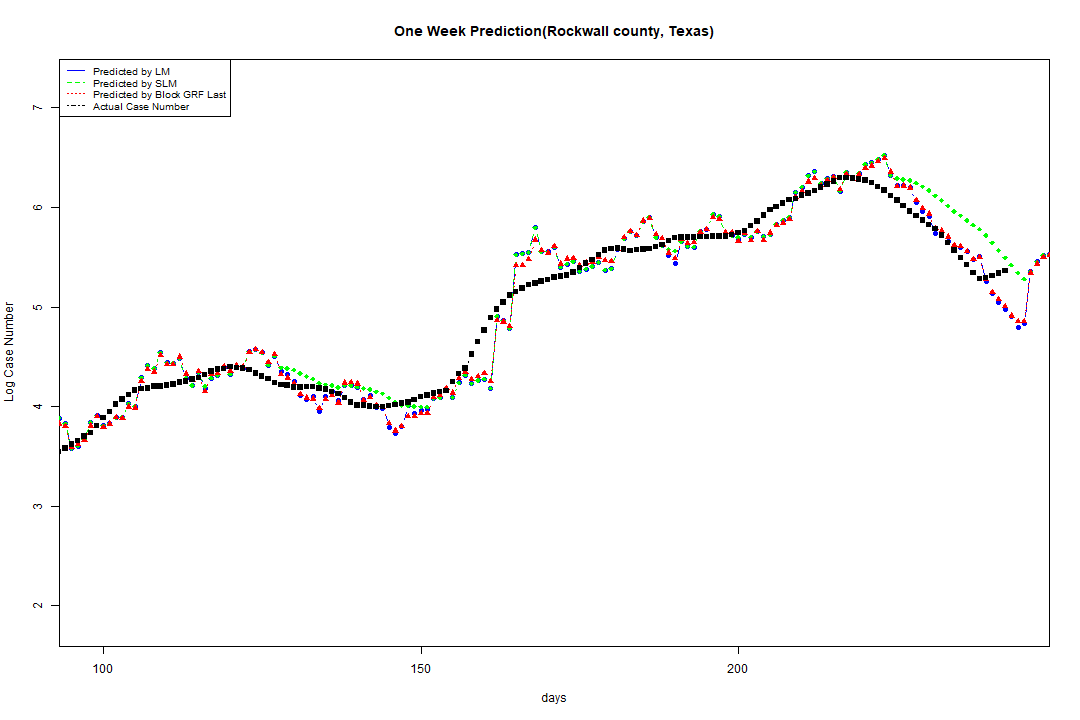 One Week Prediction(Rockwall county, Texas)
Predicted by LM
Predicted by SLM
Predicted by Block GRF Last
Actual Case Number
7
6
5
4
3
2
Log Case Number
100
150
200
days